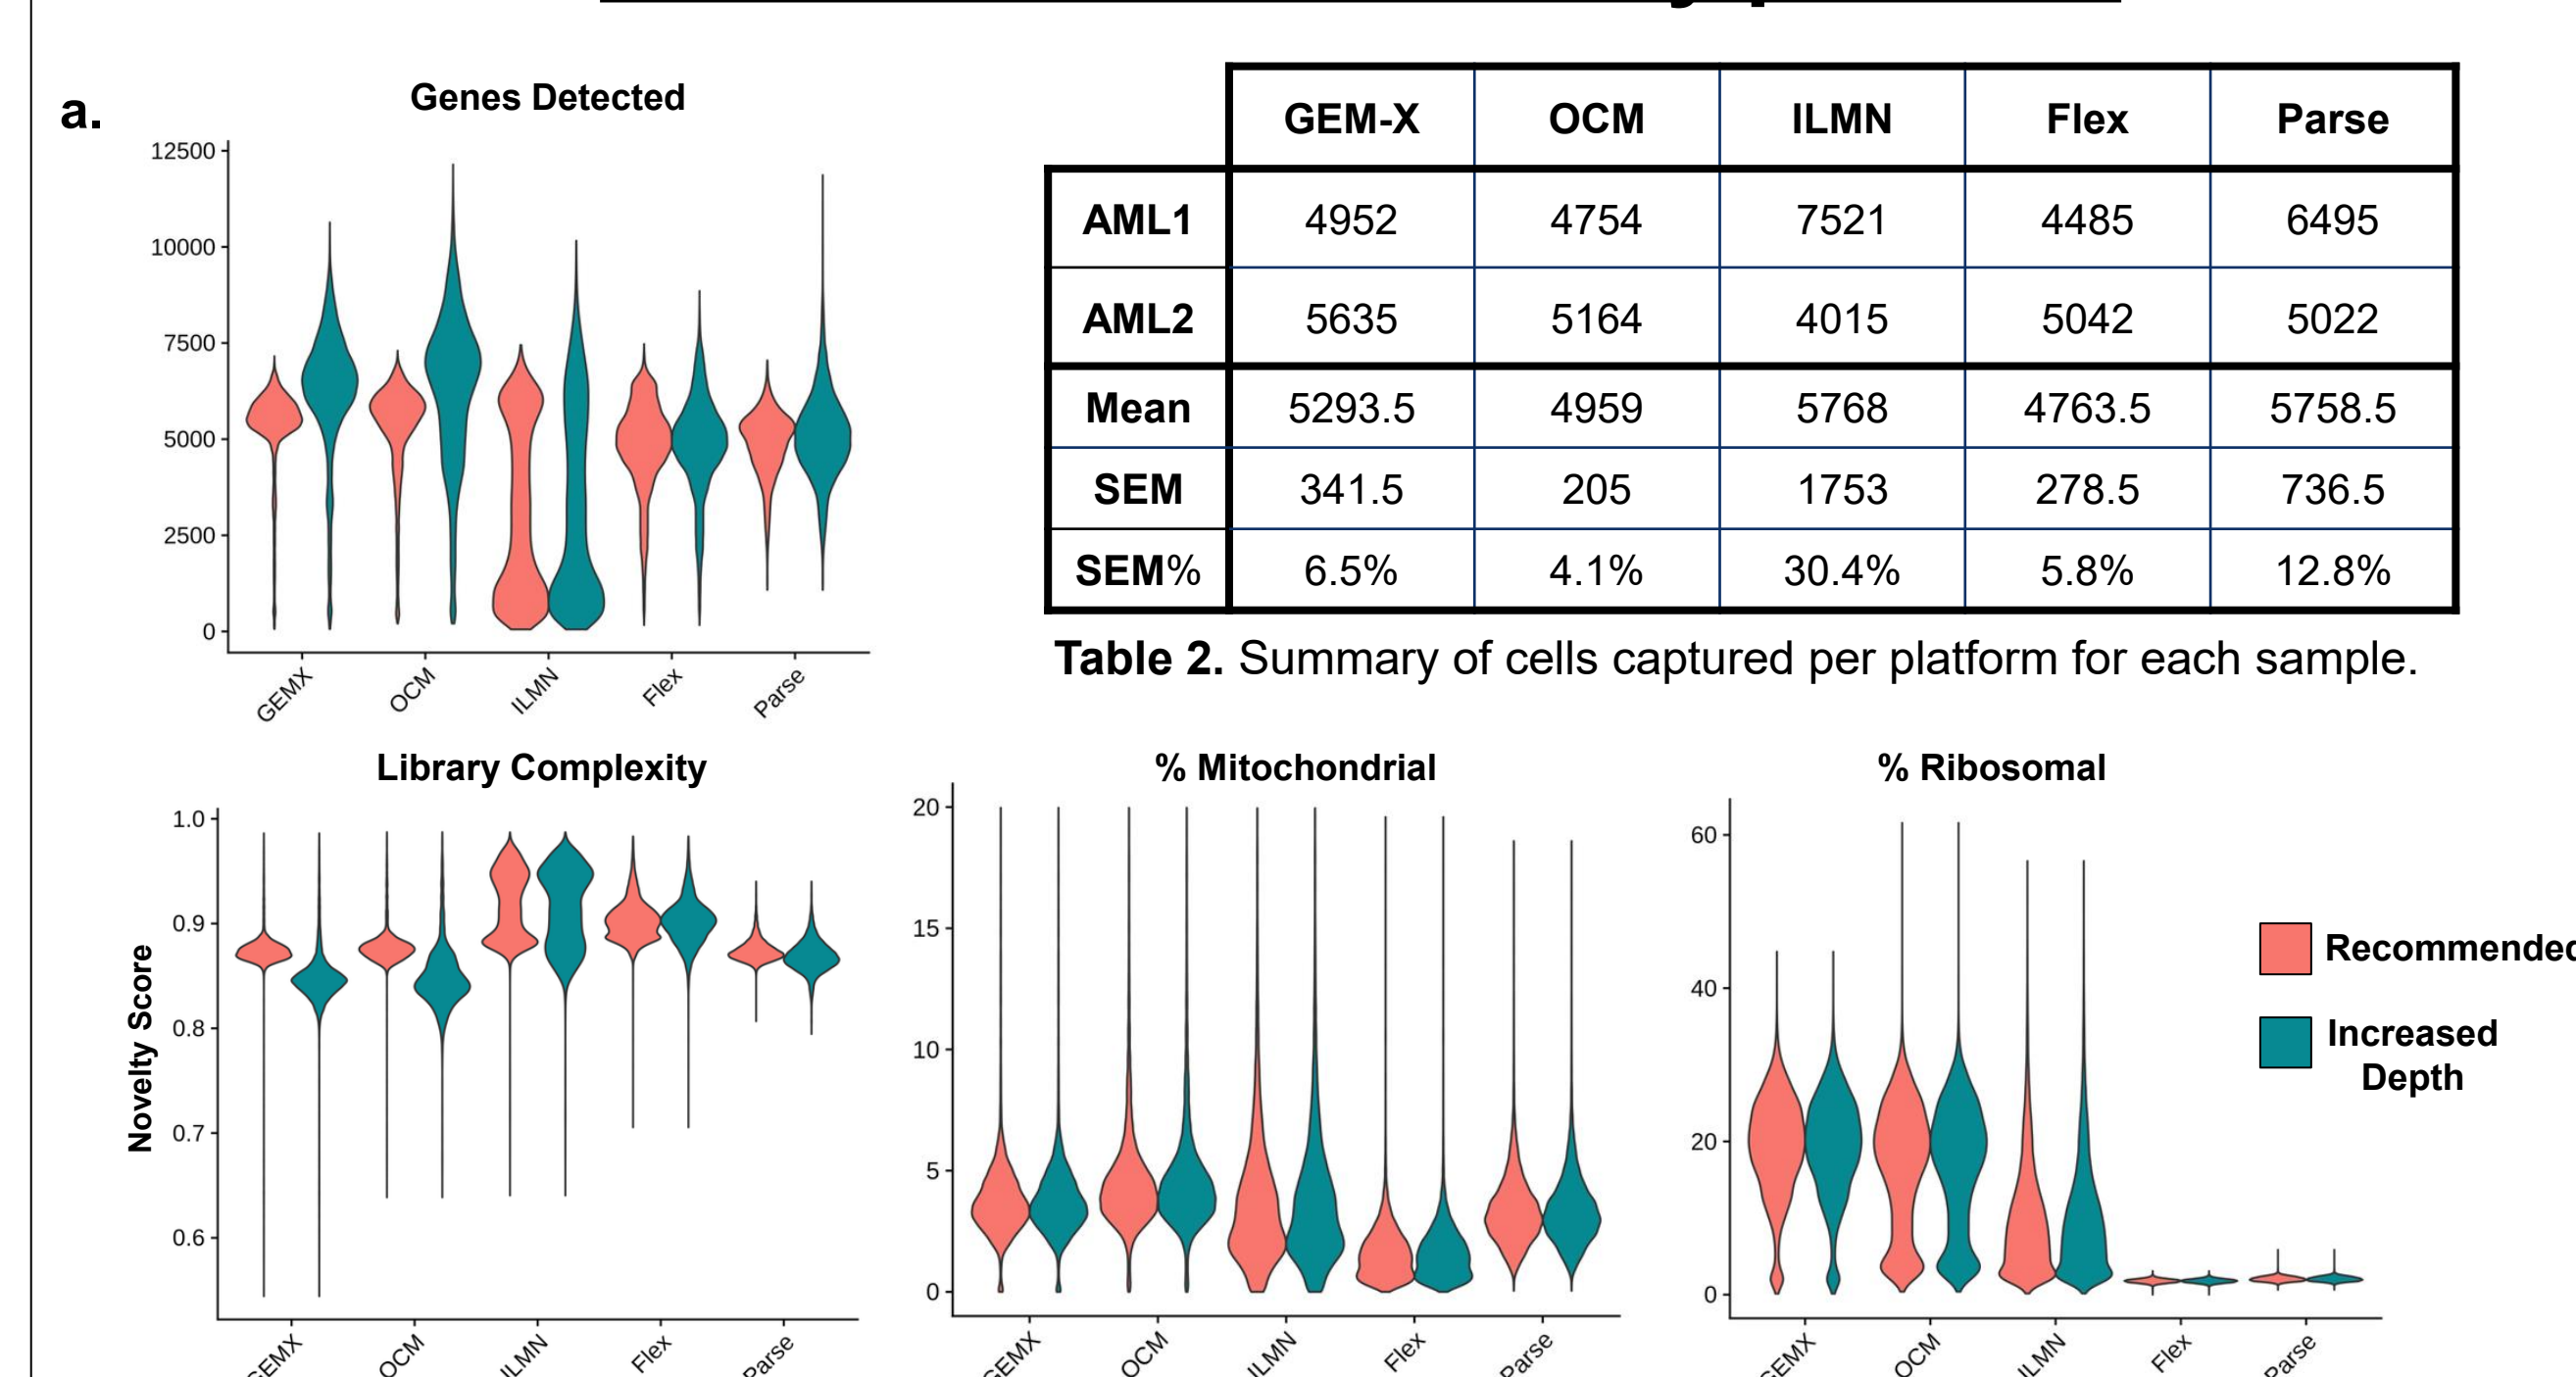 a.
Genes Detected
12500
10000
7500
5000
2500
0
GEMX
OCM
ILMN
Flex
Parse
GEM-X OCM ILMN Flex Parse
AML1 4952 4754 7521 4485 6495
AML2 5635 5164 4015 5042 5022
Mean 5293.5 4959 5768 4763.5 5758.5
SEM 341.5 205 1753 278.5 736.5
SEM% 6.5% 4.1% 30.4% 5.8% 12.8%
Table 2. Summary of cells captured per platform for each sample.
Library Complexity
Novelty Score
1.0
0.9
0.8
0.7
0.6
GEMX
OCM
ILMN
Flex
Parse
% Mitochondrial
20
15
10
5
0
GEMX
OCM
ILMN
Flex
Parse
% Ribosomal
60
40
20
0
GEMX
OCM
ILMN
Flex
Parse
Recommended
Increased
Depth